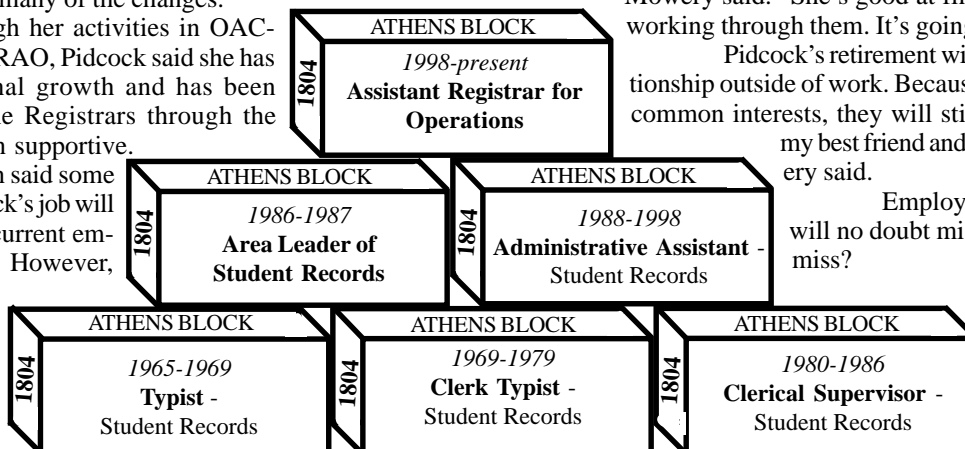 many of the changes.
gh her activities in OAC-
RAO, Pidcock said she has
nal growth and has been
e Registrars through the
n supportive.
n said some
ck's job will
current em-
However,
ATHENS BLOCK
1804
1998-present
Assistant Registrar for
Operations
ATHENS BLOCK
1804
1986-1987
Area Leader of
Student Records
ATHENS BLOCK
1804
1988-1998
Administrative Assistant -
Student Records
ATHENS BLOCK
1804
1965-1969
Typist -
Student Records
ATHENS BLOCK
1804
1969-1979
Clerk Typist -
Student Records
ATHENS BLOCK
1804
1980-1986
Clerical Supervisor -
Student Records
Mowery said. "She's good at
working through them. It's going
Pidcock's retirement wi
tionship outside of work. Becaus
common interests, they will sti
my best friend and
ery said.
Employ
will no doubt mi
miss?